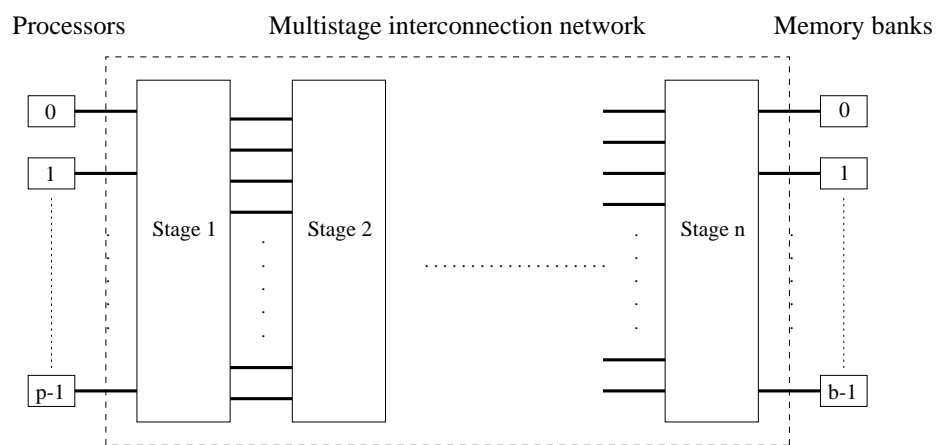 Processors Multistage interconnection network Memory banks
0 0
1 1
Stage 1 Stage 2 Stage n
p-1 b-1